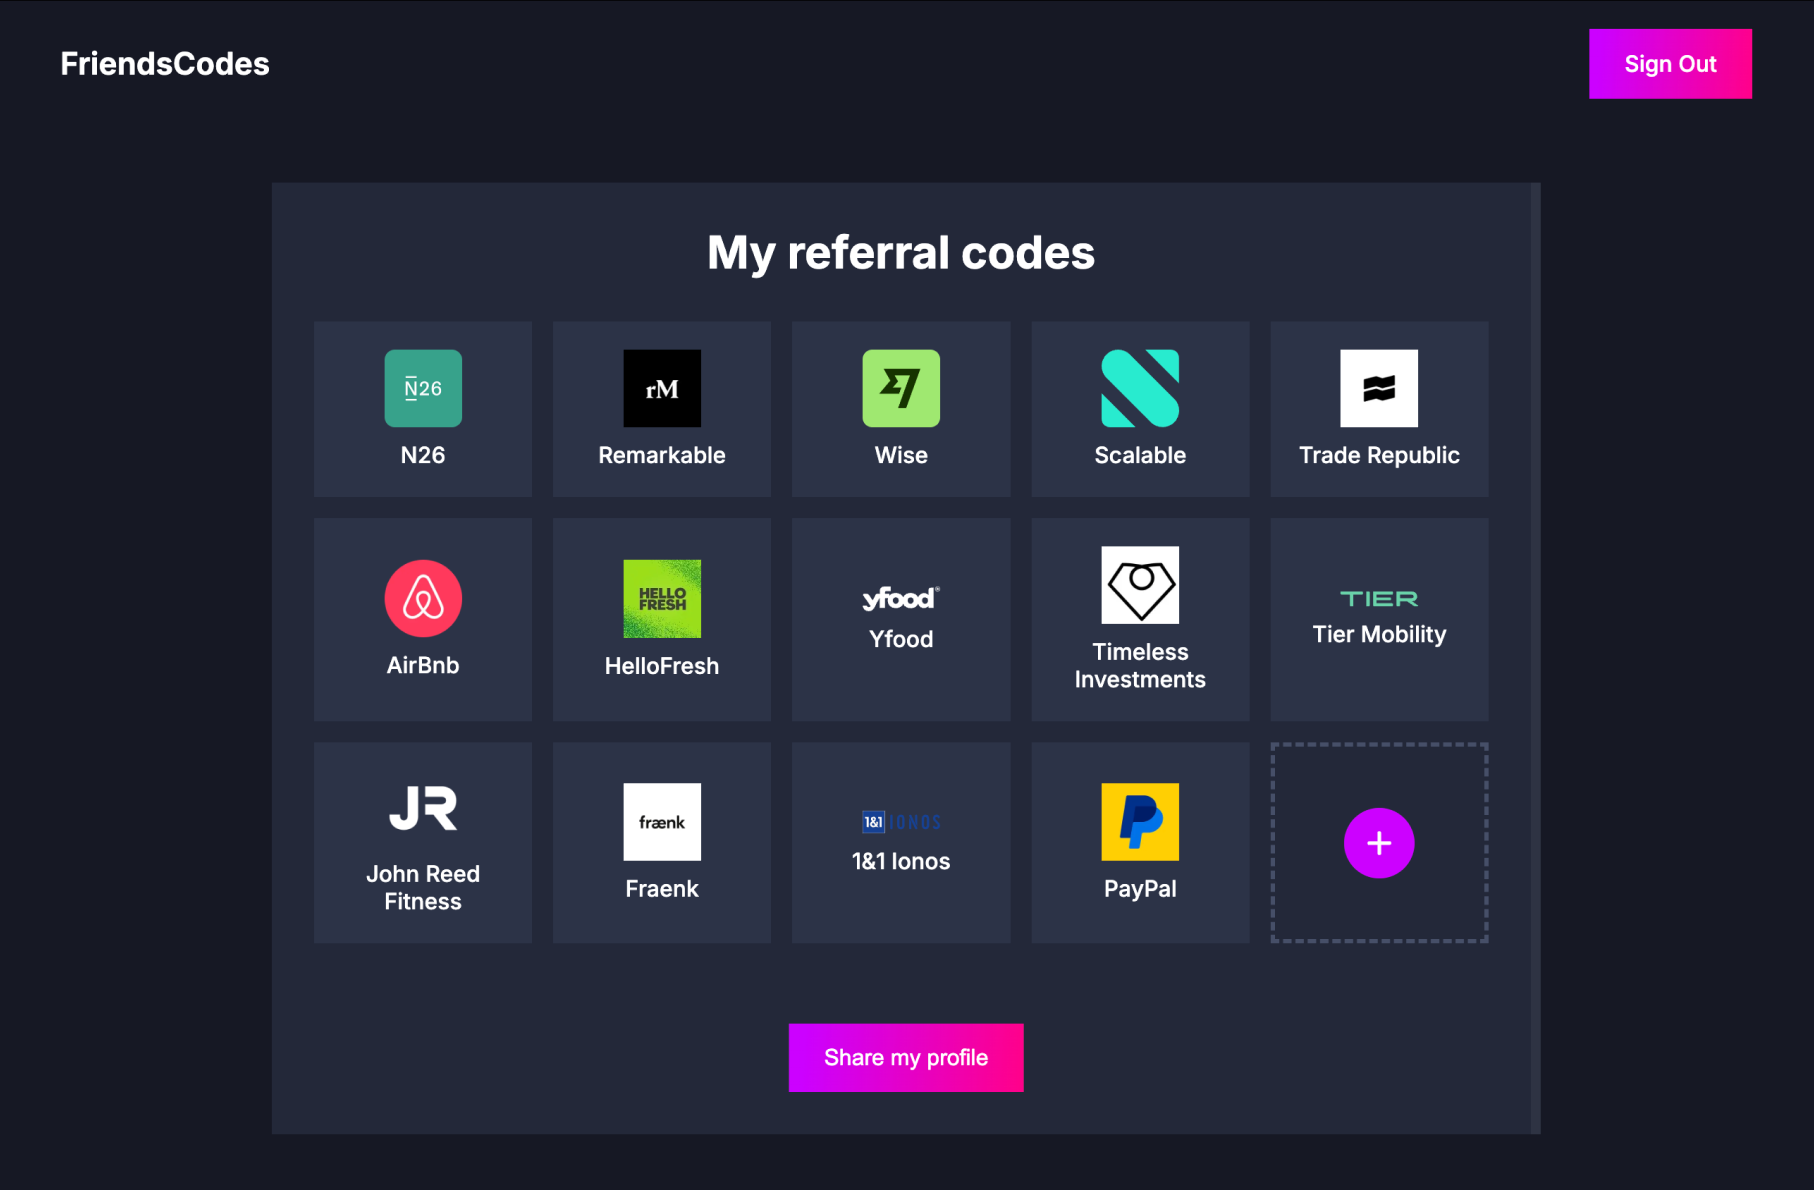 FriendsCodes
Sign Out
My referral codes
N26
N26
rM
Remarkable
Wise
Scalable
Trade Republic
AirBnb
HELLO
FRESH
HelloFresh
yfood®
Yfood
Timeless
Investments
TIER
Tier Mobility
JR
John Reed
Fitness
frænk
Fraenk
1&1 IONOS
1&1 Ionos
PayPal
+
Share my profile